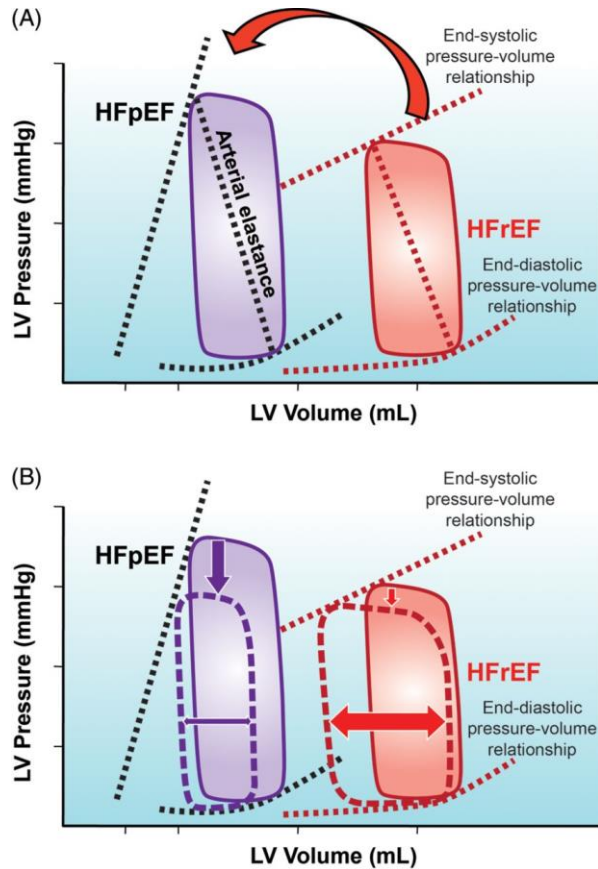 (A)
End-systolic
pressure-volume
relationship
HFpEF
Arterial elastance
HFrEF
End-diastolic
pressure-volume
relationship
LV Pressure (mmHg)
LV Volume (mL)
(B)
End-systolic
pressure-volume
relationship
HFpEF
HFrEF
End-diastolic
pressure-volume
relationship
LV Pressure (mmHg)
LV Volume (mL)